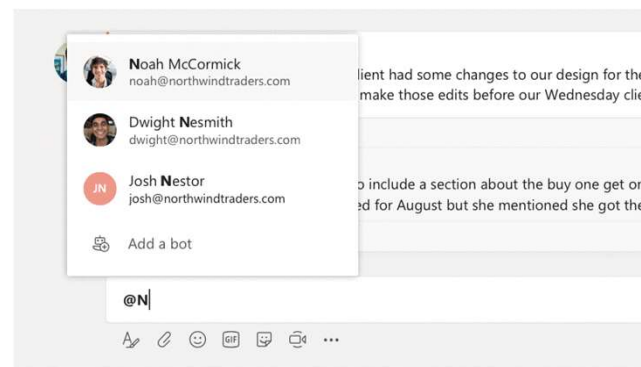 Noah McCormick
noah@northwindtraders.com
lient had some changes to our design for the
make those edits before our Wednesday clie
Dwight Nesmith
dwight@northwindtraders.com
JN
Josh Nestor
josh@northwindtraders.com
o include a section about the buy one get or
ed for August but she mentioned she got the
Add a bot
@N
GIF